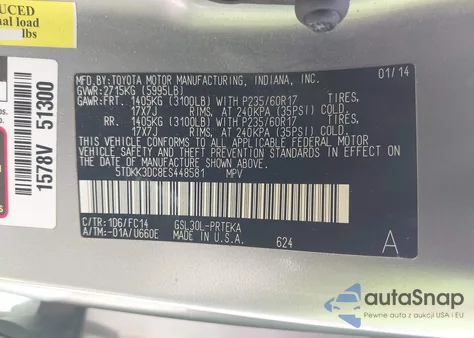 UCED
nal load
lbs
1578V 51300
MFD. BY: TOYOTA MOTOR MANUFACTURING, INDIANA, INC. 01/14
GVWR: 2715KG (5995LB)
GAWR: FRT. 1405KG (3100LB) WITH P235/60R17 TIRES,
17X7J RIMS, AT 240KPA (35PSI) COLD.
RR. 1405KG (3100LB) WITH P235/60R17 TIRES,
17X7J RIMS, AT 240KPA (35PSI) COLD.
THIS VEHICLE CONFORMS TO ALL APPLICABLE FEDERAL MOTOR
VEHICLE SAFETY, BUMPER, AND THEFT PREVENTION STANDARDS IN
EFFECT ON THE DATE OF MANUFACTURE SHOWN ABOVE.
5TDKK3DC8ES448581 MPV
C/TR: 1D6/FC14 GSL30L-PRTEKA
A/TM: -01A/U660E MADE IN U.S.A. 624 A
autoSnap
Pewne auta z aukcji USA i EU